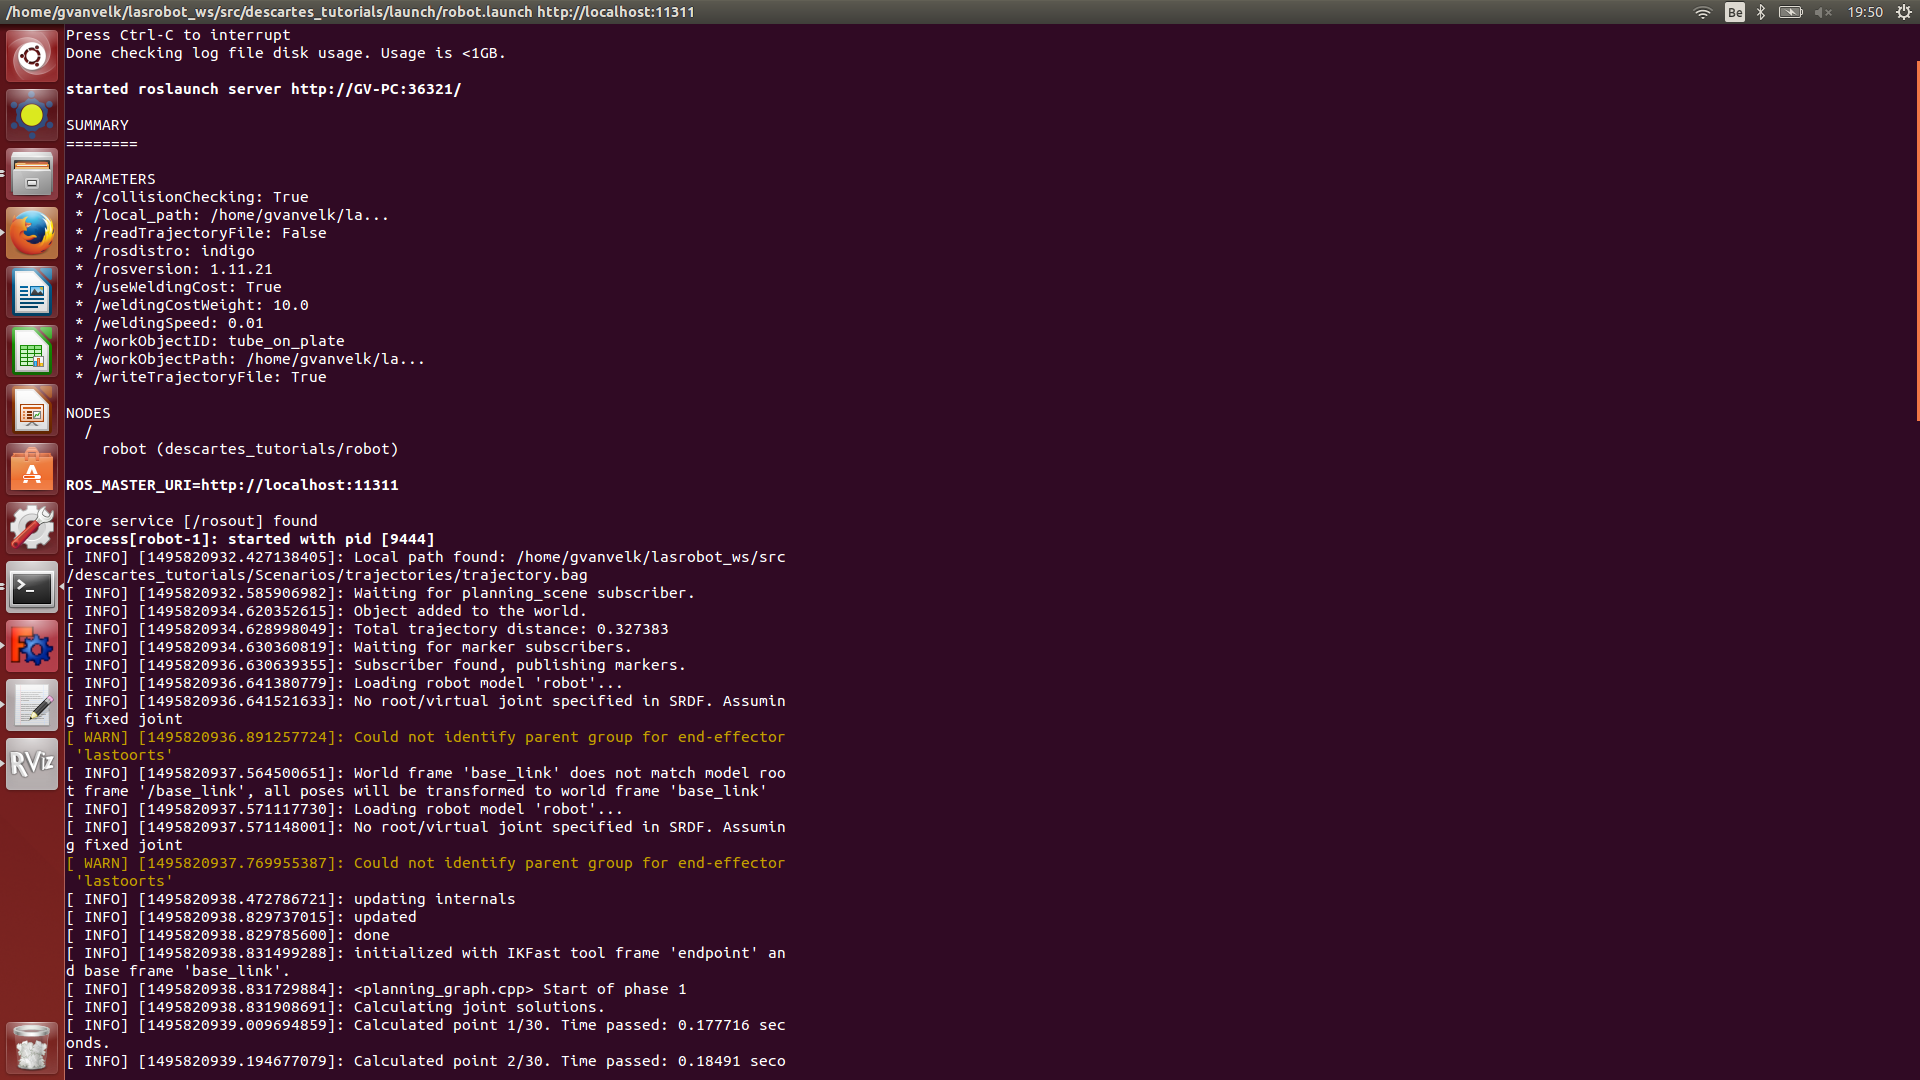 /home/gvanvelk/lasrobot_ws/src/descartes_tutorials/launch/robot.launch http://localhost:11311
Be
19:50
Press Ctrl-C to interrupt
Done checking log file disk usage. Usage is <1GB.
started roslaunch server http://GV-PC:36321/
SUMMARY
========
PARAMETERS
* /collisionChecking: True
* /local_path: /home/gvanvelk/la...
* /readTrajectoryFile: False
* /rosdistro: indigo
* /rosversion: 1.11.21
* /useWeldingCost: True
* /weldingCostWeight: 10.0
* /weldingSpeed: 0.01
* /workObjectID: tube_on_plate
* /workObjectPath: /home/gvanvelk/la...
* /writeTrajectoryFile: True
NODES
/
robot (descartes_tutorials/robot)
ROS_MASTER_URI=http://localhost:11311
core service [/rosout] found
process[robot-1]: started with pid [9444]
[ INFO] [1495820932.427138405]: Local path found: /home/gvanvelk/lasrobot_ws/src
/descartes_tutorials/Scenarios/trajectories/trajectory.bag
[ INFO] [1495820932.585906982]: Waiting for planning_scene subscriber.
[ INFO] [1495820934.620352615]: Object added to the world.
[ INFO] [1495820934.628998049]: Total trajectory distance: 0.327383
[ INFO] [1495820934.630360819]: Waiting for marker subscribers.
[ INFO] [1495820936.630639355]: Subscriber found, publishing markers.
[ INFO] [1495820936.641380779]: Loading robot model 'robot'...
[ INFO] [1495820936.641521633]: No root/virtual joint specified in SRDF. Assumin
g fixed joint
[ WARN] [1495820936.891257724]: Could not identify parent group for end-effector
'lastoorts'
[ INFO] [1495820937.564500651]: World frame 'base_link' does not match model roo
t frame '/base_link', all poses will be transformed to world frame 'base_link'
[ INFO] [1495820937.571117730]: Loading robot model 'robot'...
[ INFO] [1495820937.571148001]: No root/virtual joint specified in SRDF. Assumin
g fixed joint
[ WARN] [1495820937.769955387]: Could not identify parent group for end-effector
'lastoorts'
[ INFO] [1495820938.472786721]: updating internals
[ INFO] [1495820938.829737015]: updated
[ INFO] [1495820938.829785600]: done
[ INFO] [1495820938.831499288]: initialized with IKFast tool frame 'endpoint' an
d base frame 'base_link'.
[ INFO] [1495820938.831729884]: <planning_graph.cpp> Start of phase 1
[ INFO] [1495820938.831908691]: Calculating joint solutions.
[ INFO] [1495820939.009694859]: Calculated point 1/30. Time passed: 0.177716 sec
onds.
[ INFO] [1495820939.194677079]: Calculated point 2/30. Time passed: 0.18491 seco
RViz